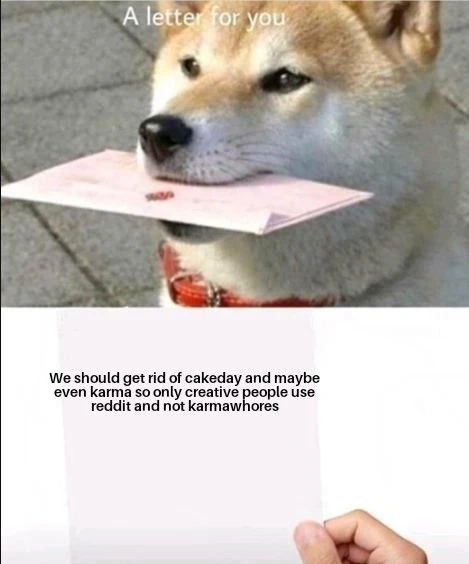 A letter for you
We should get rid of cakeday and maybe
even karma so only creative people use
reddit and not karmawhores